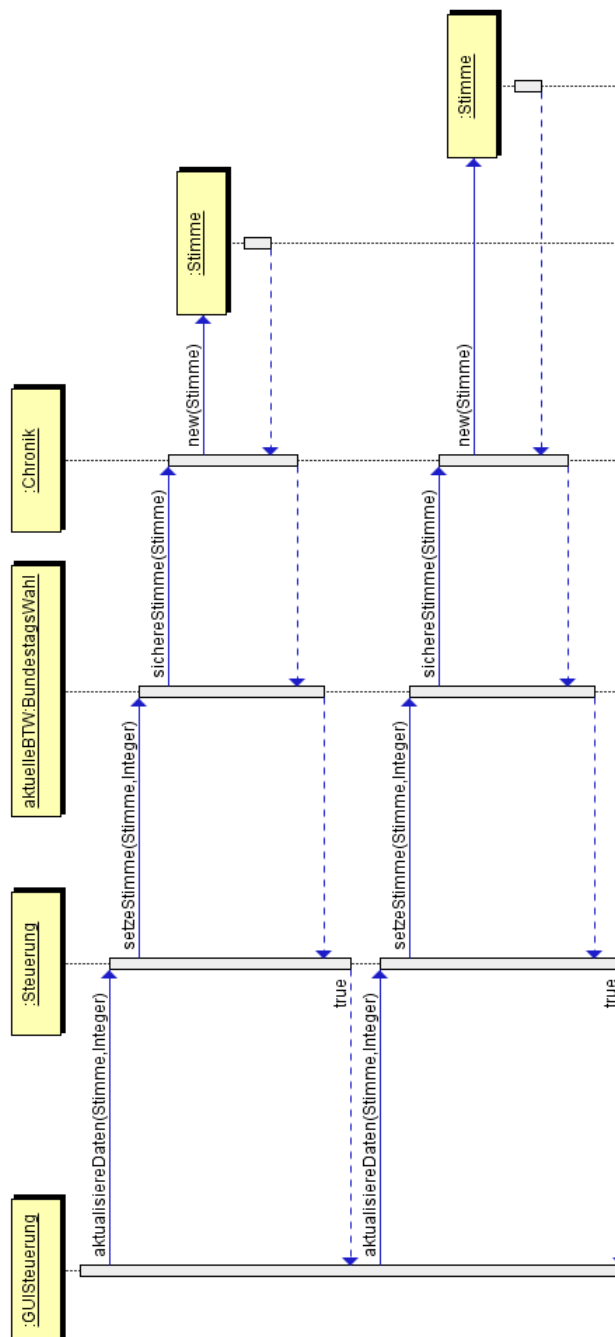 :GUISteuerung
:Steuerung
aktuelleBTW:BundestagsWahl
:Chronik
aktualisiereDaten(Stimme,Integer)
setzeStimme(Stimme,Integer)
sichereStimme(Stimme)
new(Stimme)
:Stimme
true
aktualisiereDaten(Stimme,Integer)
setzeStimme(Stimme,Integer)
sichereStimme(Stimme)
new(Stimme)
:Stimme
true